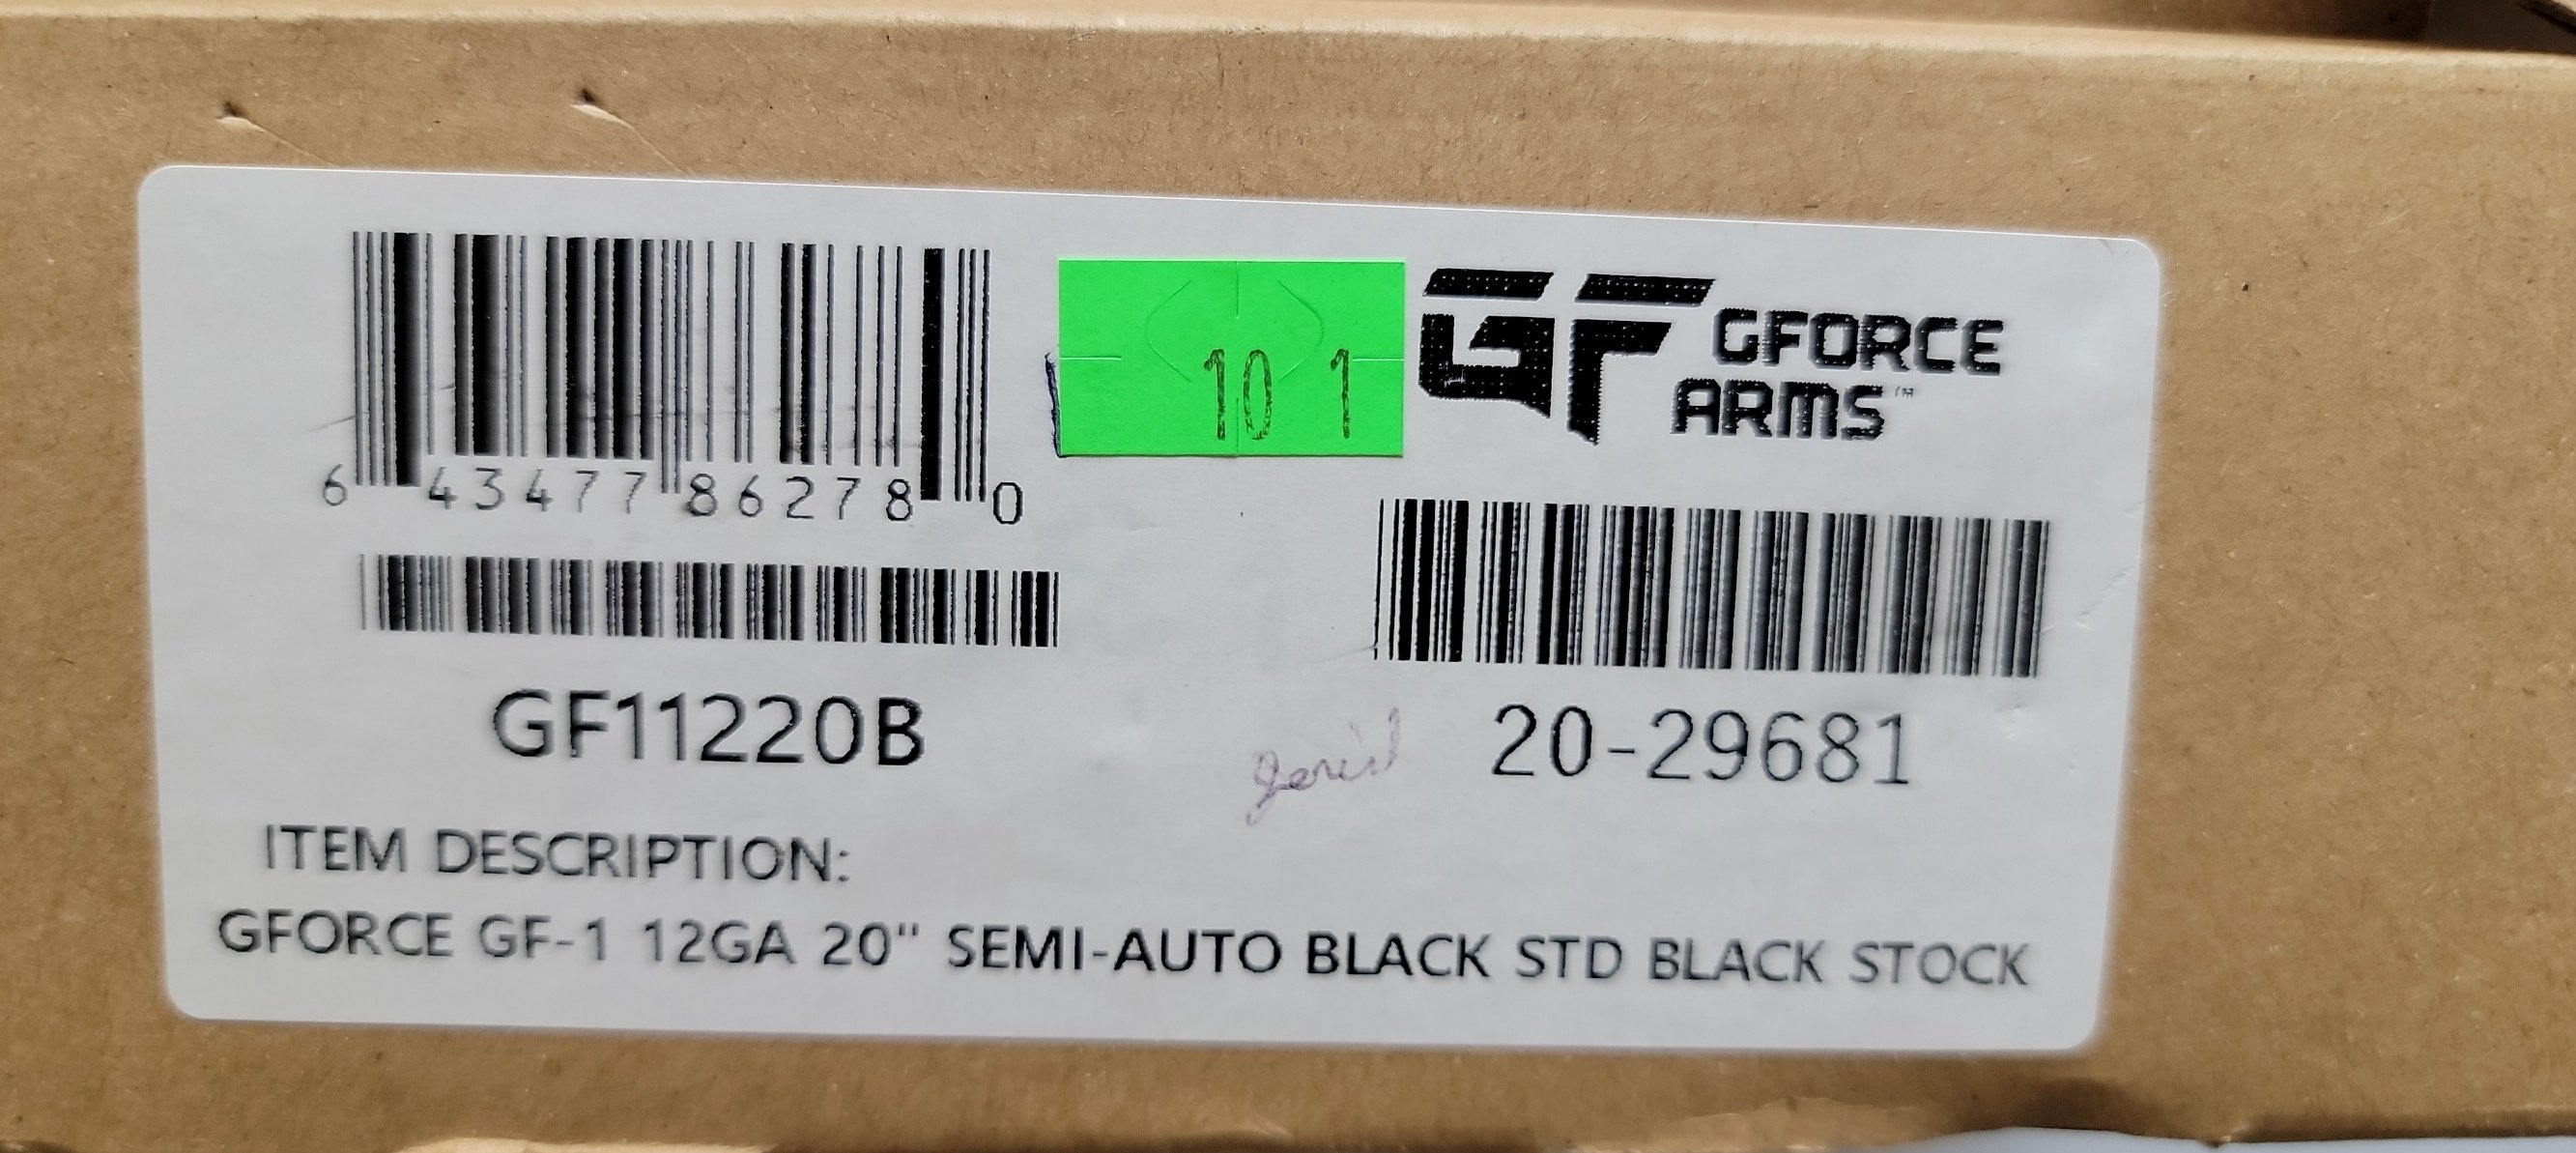 6 43477 86278 0
GF11220B
10 1
GF GFORCE
ARMS™
20-29681
ITEM DESCRIPTION:
GFORCE GF-1 12GA 20" SEMI-AUTO BLACK STD BLACK STOCK